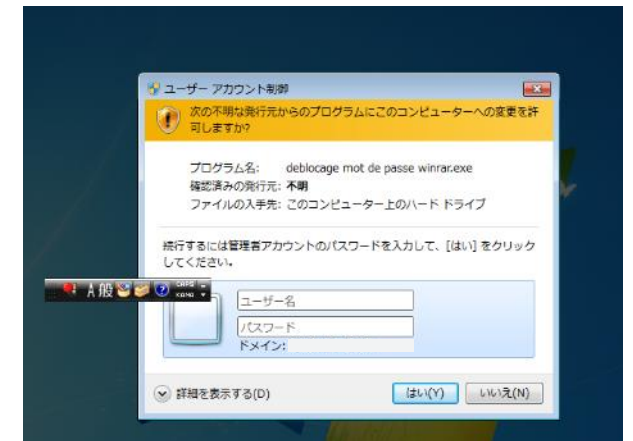 ユーザー アカウント制御
次の不明な発行元からのプログラムにこのコンピューターへの変更を許
可しますか?
プログラム名: deblocage mot de passe winrar.exe
確認済みの発行元: 不明
ファイルの入手先: このコンピューター上のハード ドライブ
続行するには管理者アカウントのパスワードを入力して、[はい] をクリック
してください。
A 般 CAPS
KANA
ユーザー名
パスワード
ドメイン:
詳細を表示する(D) はい(Y) いいえ(N)